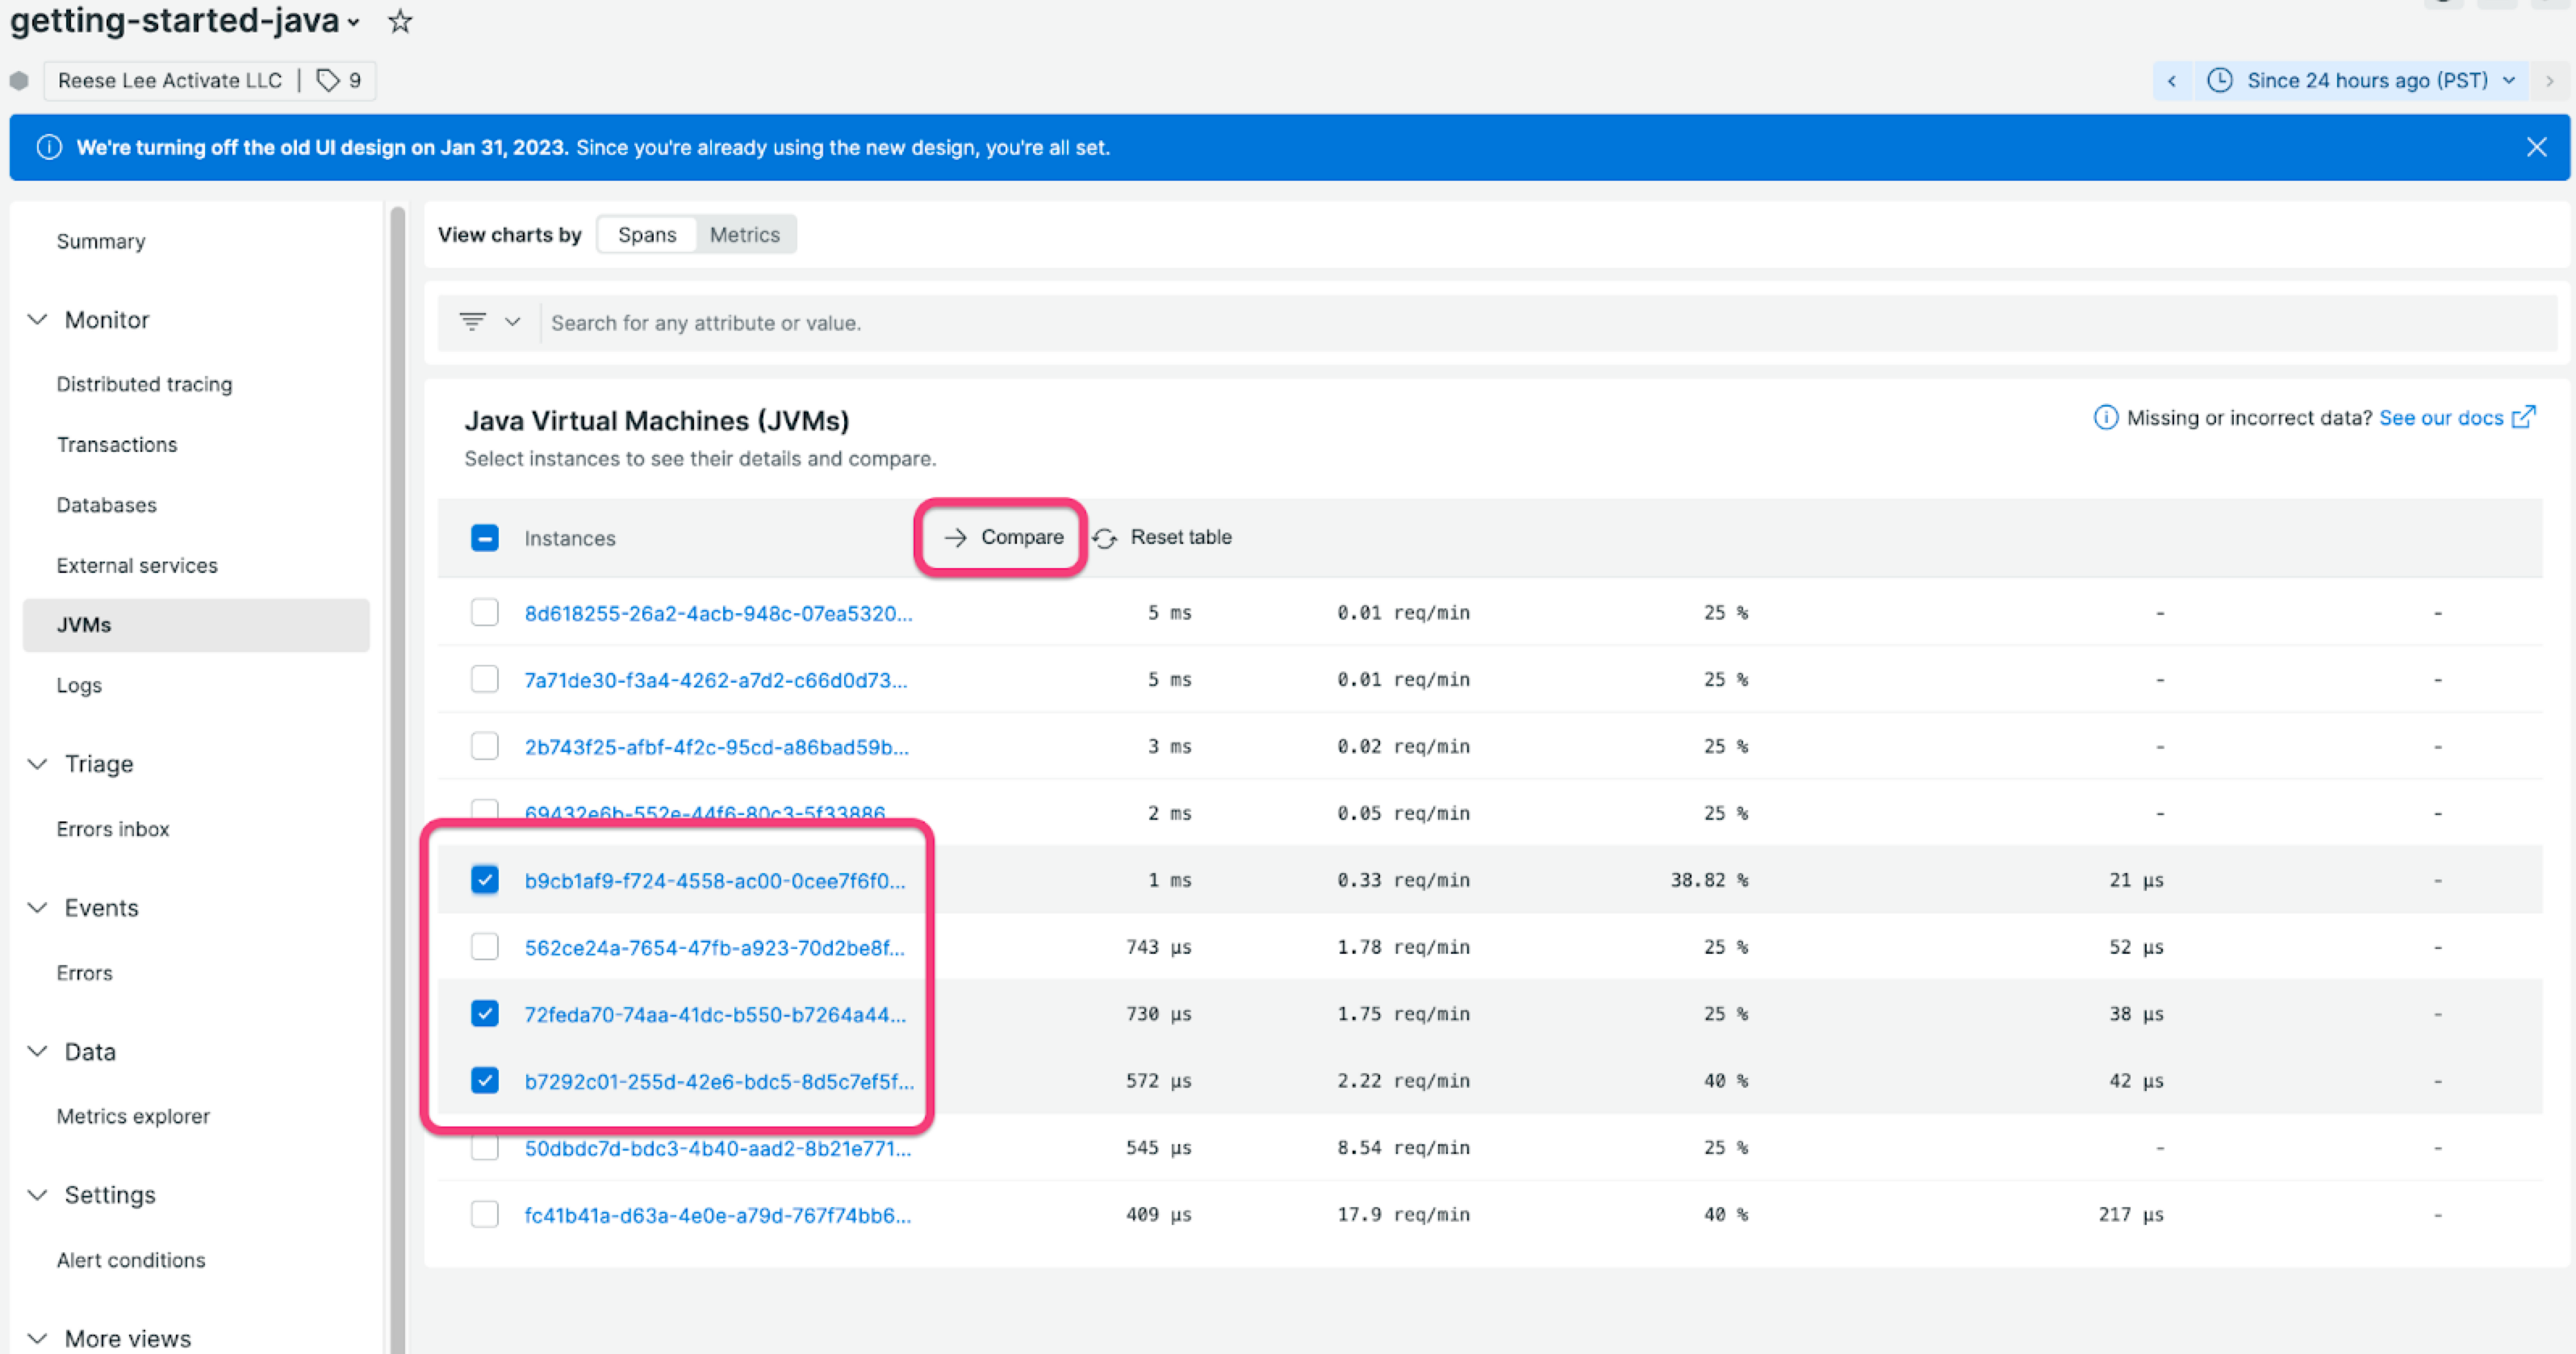 getting-started-java
Reese Lee Activate LLC | 9
Since 24 hours ago (PST)
We're turning off the old UI design on Jan 31, 2023. Since you're already using the new design, you're all set.
Summary
Monitor
Distributed tracing
Transactions
Databases
External services
JVMs
Logs
Triage
Errors inbox
Events
Errors
Data
Metrics explorer
Settings
Alert conditions
More views
View charts by Spans Metrics
Search for any attribute or value.
Java Virtual Machines (JVMs)
Missing or incorrect data? See our docs
Select instances to see their details and compare.
Instances Compare Reset table
8d618255-26a2-4acb-948c-07ea5320... 5 ms 0.01 req/min 25 % - -
7a71de30-f3a4-4262-a7d2-c66d0d73... 5 ms 0.01 req/min 25 % - -
2b743f25-afbf-4f2c-95cd-a86bad59b... 3 ms 0.02 req/min 25 % - -
69432e6b-552e-44f6-80c3-5f33886 2 ms 0.05 req/min 25 % - -
b9cb1af9-f724-4558-ac00-0cee7f6f0... 1 ms 0.33 req/min 38.82 % 21 µs -
562ce24a-7654-47fb-a923-70d2be8f... 743 µs 1.78 req/min 25 % 52 µs -
72feda70-74aa-41dc-b550-b7264a44... 730 µs 1.75 req/min 25 % 38 µs -
b7292c01-255d-42e6-bdc5-8d5c7ef5f... 572 µs 2.22 req/min 40 % 42 µs -
50dbdc7d-bdc3-4b40-aad2-8b21e771... 545 µs 8.54 req/min 25 % - -
fc41b41a-d63a-4e0e-a79d-767f74bb6... 409 µs 17.9 req/min 40 % 217 µs -